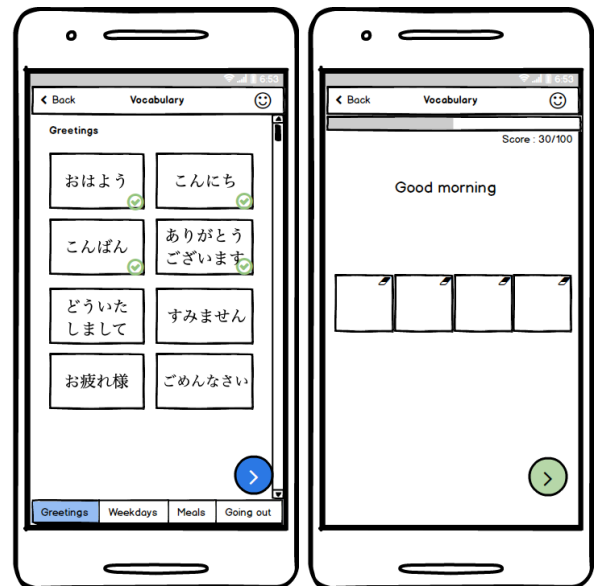 6:53
Back Vocabulary
Greetings
おはよう こんにち
こんばん ありがとう
ございます
どういた
しまして すみません
お疲れ様 ごめんなさい
Greetings Weekdays Meals Going out
6:53
Back Vocabulary
Score : 30/100
Good morning